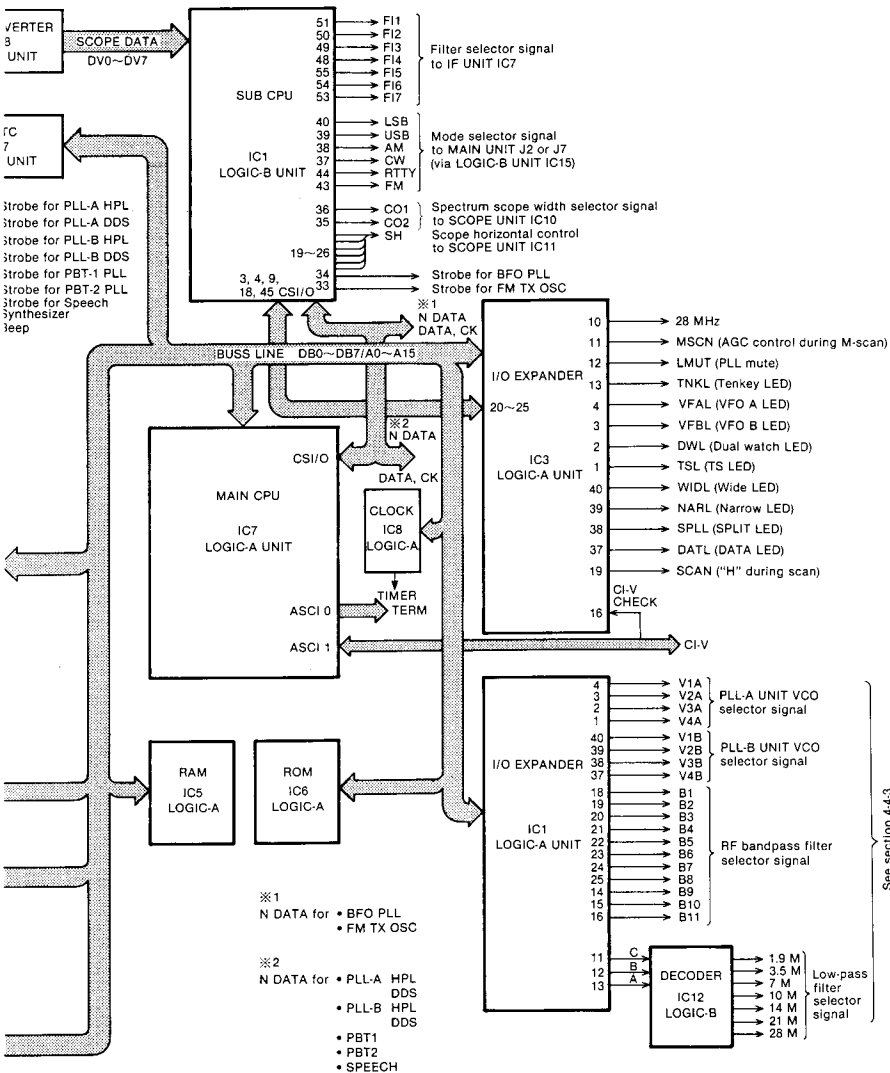 VERTER
B
UNIT
SCOPE DATA
DV0～DV7
TC
7
UNIT
Strobe for PLL-A HPL
Strobe for PLL-A DDS
Strobe for PLL-B HPL
Strobe for PLL-B DDS
Strobe for PBT-1 PLL
Strobe for PBT-2 PLL
Strobe for Speech
Synthesizer
Beep
SUB CPU
IC1
LOGIC-B UNIT
51 FI1
50 FI2
49 FI3
48 FI4
55 FI5
54 FI6
53 FI7
Filter selector signal
to IF UNIT IC7
40 LSB
39 USB
38 AM
37 CW
44 RTTY
43 FM
Mode selector signal
to MAIN UNIT J2 or J7
(via LOGIC-B UNIT IC15)
36 CO1
35 CO2
Spectrum scope width selector signal
to SCOPE UNIT IC10
19～26 SH
Scope horizontal control
to SCOPE UNIT IC11
3, 4, 9,
18, 45 CSI/O
34 Strobe for BFO PLL
33 Strobe for FM TX OSC
※1
N DATA
DATA, CK
BUSS LINE DB0～DB7/A0～A15
※2
N DATA
DATA, CK
MAIN CPU
IC7
LOGIC-A UNIT
CSI/O
ASCI 0
ASCI 1
CLOCK
IC8
LOGIC-A
TIMER
TERM
I/O EXPANDER
20～25
IC3
LOGIC-A UNIT
10 28 MHz
11 MSCN (AGC control during M-scan)
12 LMUT (PLL mute)
13 TNKL (Tenkey LED)
4 VFAL (VFO A LED)
3 VFBL (VFO B LED)
2 DWL (Dual watch LED)
1 TSL (TS LED)
40 WIDL (Wide LED)
39 NARL (Narrow LED)
38 SPLL (SPLIT LED)
37 DATL (DATA LED)
19 SCAN ("H" during scan)
16
CI-V
CHECK
CI-V
RAM
IC5
LOGIC-A
ROM
IC6
LOGIC-A
I/O EXPANDER
IC1
LOGIC-A UNIT
4 V1A
3 V2A
2 V3A
1 V4A
PLL-A UNIT VCO
selector signal
40 V1B
39 V2B
38 V3B
37 V4B
PLL-B UNIT VCO
selector signal
18 B1
19 B2
20 B3
21 B4
22 B5
23 B6
24 B7
25 B8
14 B9
15 B10
16 B11
RF bandpass filter
selector signal
11 C
12 B
13 A
DECODER
IC12
LOGIC-B
1.9 M
3.5 M
7 M
10 M
14 M
21 M
28 M
Low-pass
filter
selector
signal
See section 4-4-3
※1
N DATA for • BFO PLL
• FM TX OSC
※2
N DATA for • PLL-A HPL
DDS
• PLL-B HPL
DDS
• PBT1
• PBT2
• SPEECH